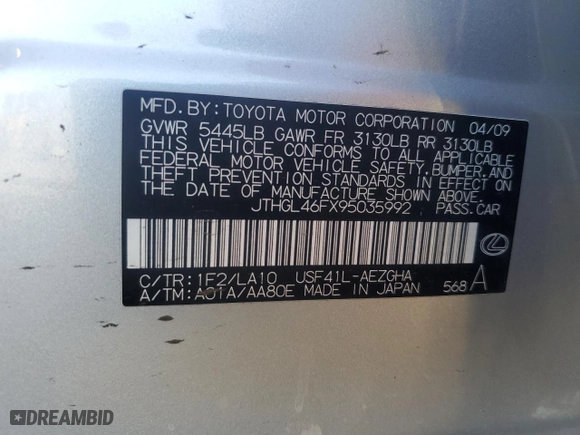 MFD. BY: TOYOTA MOTOR CORPORATION 04/09
GVWR 5445LB GAWR FR 3130LB RR 3130LB
THIS VEHICLE CONFORMS TO ALL APPLICABLE
FEDERAL MOTOR VEHICLE SAFETY, BUMPER, AND
THEFT PREVENTION STANDARDS IN EFFECT ON
THE DATE OF MANUFACTURE SHOWN ABOVE.
JTHGL46FX95035992 PASS.CAR
C/TR: 1F2/LA10 USF41L-AEZGHA A
A/TM: A01A/AA80E MADE IN JAPAN 568
DREAMBID